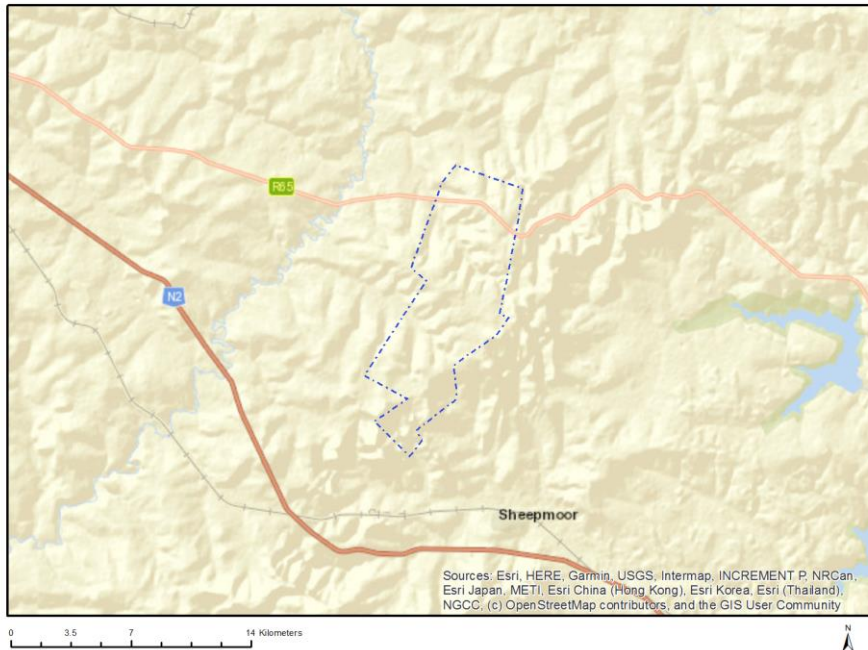 R65
N2
Sheepmoor
Sources: Esri, HERE, Garmin, USGS, Intermap, INCREMENT P, NRCan,
Esri Japan, METI, Esri China (Hong Kong), Esri Korea, Esri (Thailand),
NGCC, (c) OpenStreetMap contributors, and the GIS User Community
0 3.5 7 14 Kilometers
N